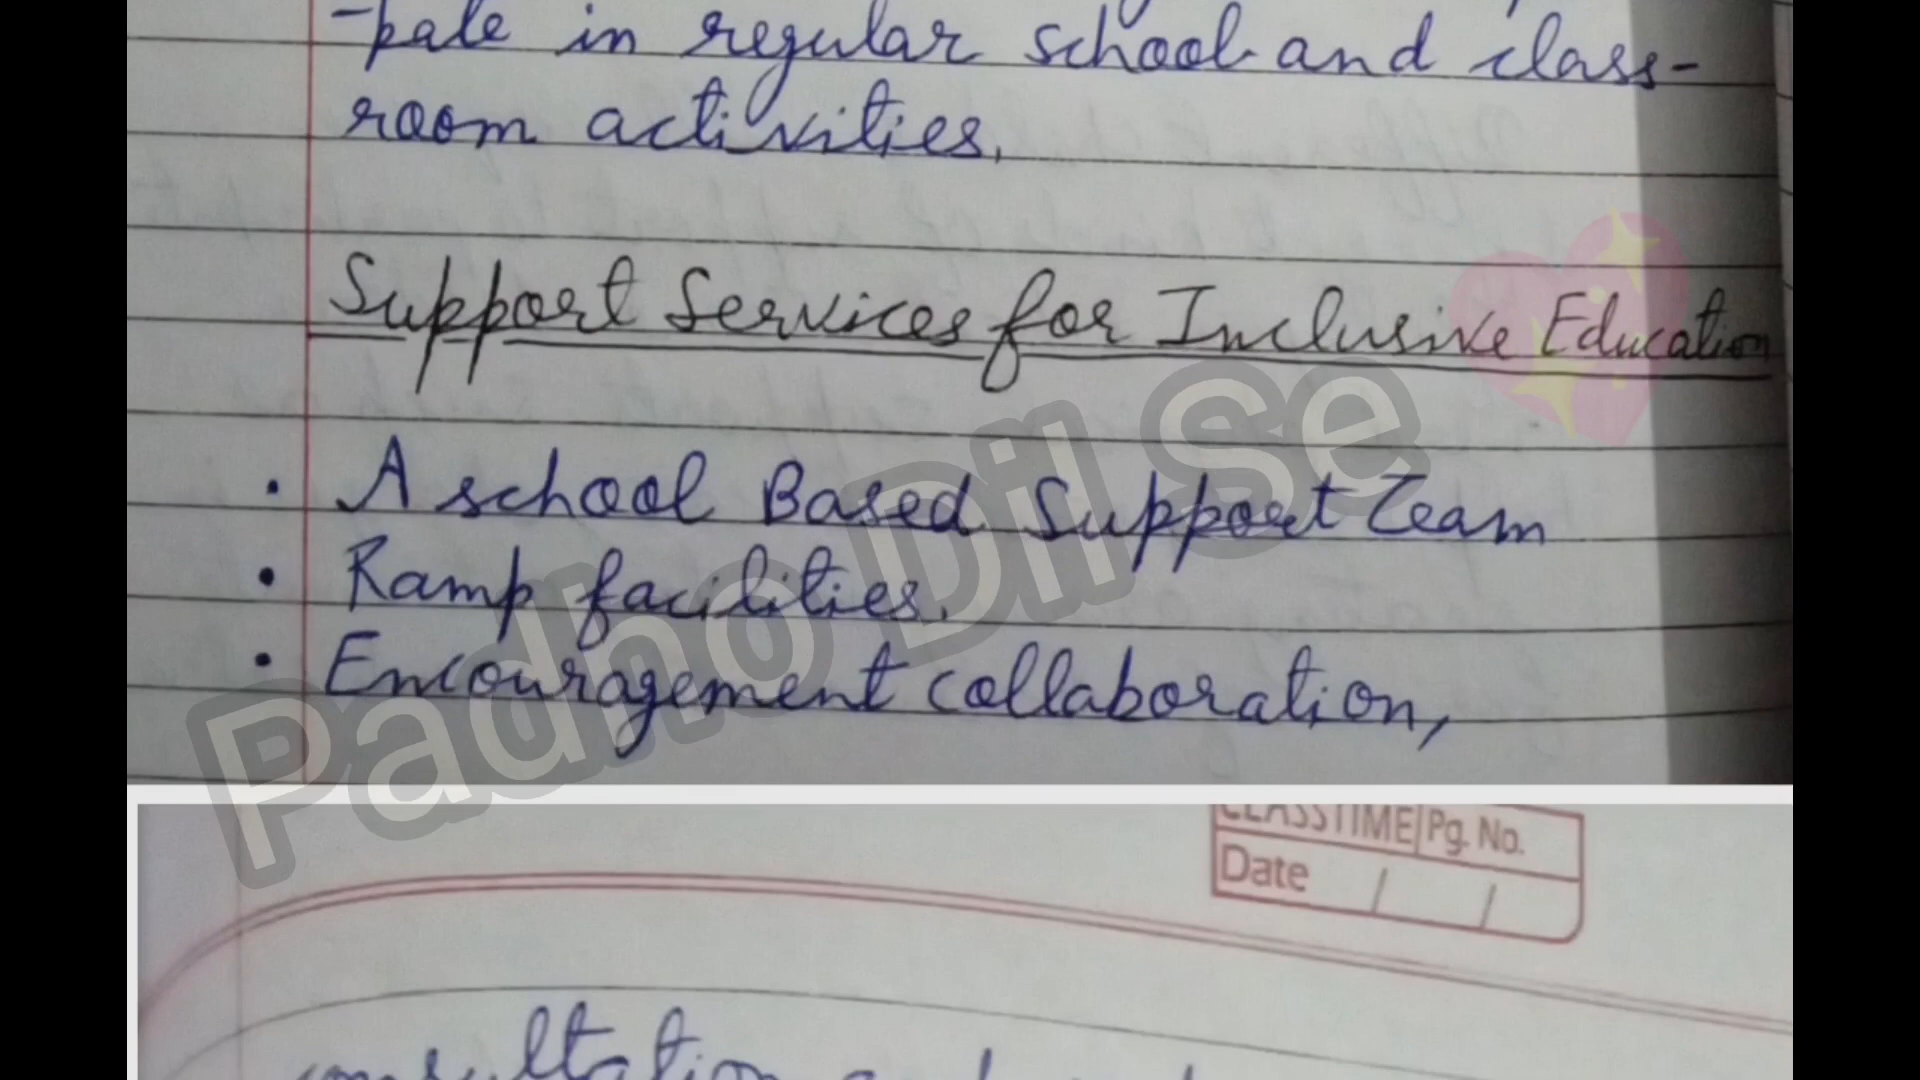 -pate in regular school and class-
room activities.
Support Services for Inclusive Education
• A school Based Support Team
• Ramp facilities.
• Encouragement collaboration,
Padho Dil Se
CLASSTIME Pg. No.
Date / /
consultation